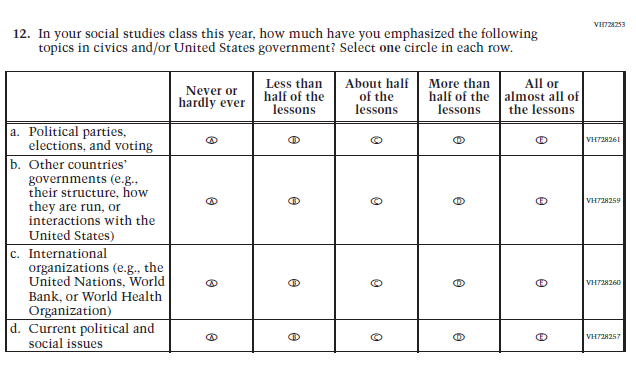 VH728253
12. In your social studies class this year, how much have you emphasized the following
topics in civics and/or United States government? Select one circle in each row.
Never or
hardly ever
Less than
half of the
lessons
About half
of the
lessons
More than
half of the
lessons
All or
almost all of
the lessons
a. Political parties,
elections, and voting
A B C D E VH728261
b. Other countries'
governments (e.g.,
their structure, how
they are run, or
interactions with the
United States)
A B C D E VH728259
c. International
organizations (e.g., the
United Nations, World
Bank, or World Health
Organization)
A B C D E VH728260
d. Current political and
social issues
A B C D E VH728257